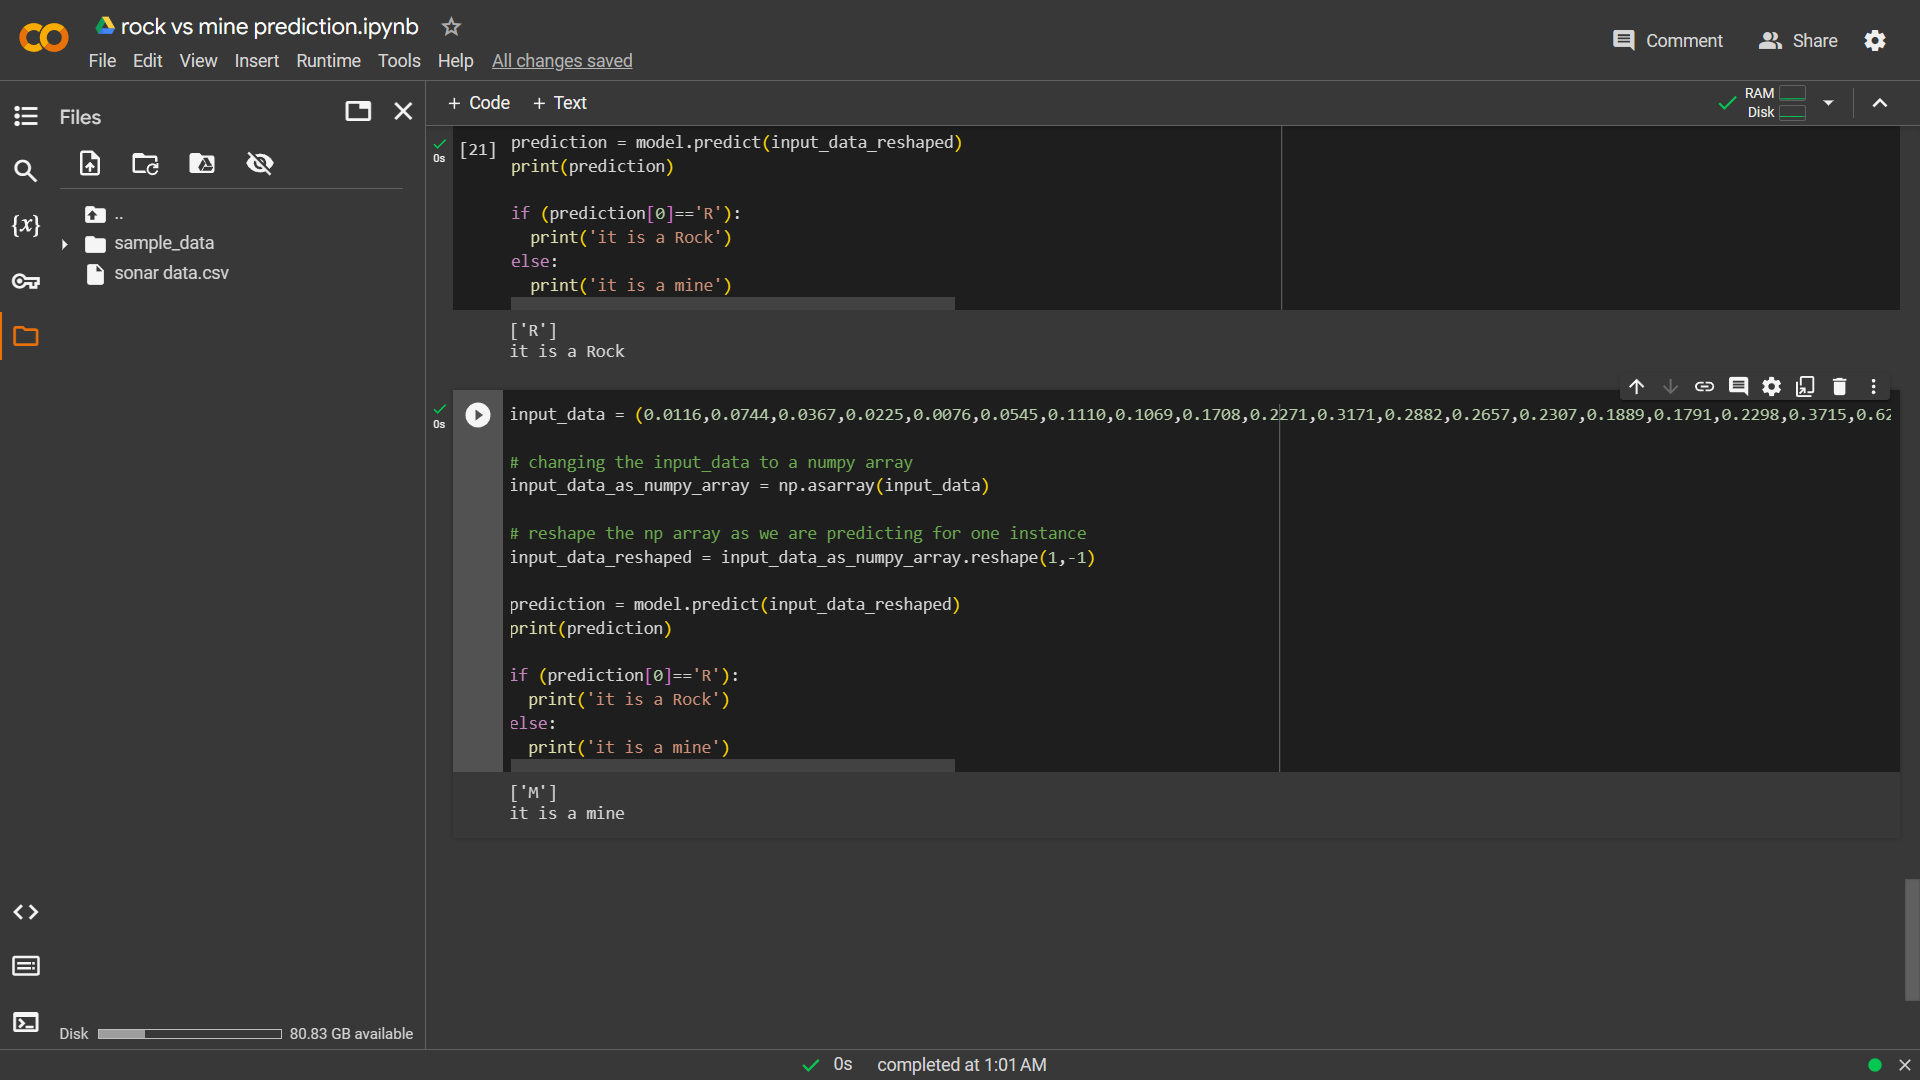 rock vs mine prediction.ipynb
File Edit View Insert Runtime Tools Help All changes saved
Comment Share
Files
+ Code + Text
RAM
Disk
..
sample_data
sonar data.csv
0s
[21]
prediction = model.predict(input_data_reshaped)
print(prediction)
if (prediction[0]=='R'):
  print('it is a Rock')
else:
  print('it is a mine')
['R']
it is a Rock
0s
input_data = (0.0116,0.0744,0.0367,0.0225,0.0076,0.0545,0.1110,0.1069,0.1708,0.2271,0.3171,0.2882,0.2657,0.2307,0.1889,0.1791,0.2298,0.3715,0.62
# changing the input_data to a numpy array
input_data_as_numpy_array = np.asarray(input_data)
# reshape the np array as we are predicting for one instance
input_data_reshaped = input_data_as_numpy_array.reshape(1,-1)
prediction = model.predict(input_data_reshaped)
print(prediction)
if (prediction[0]=='R'):
  print('it is a Rock')
else:
  print('it is a mine')
['M']
it is a mine
Disk 80.83 GB available
0s completed at 1:01 AM